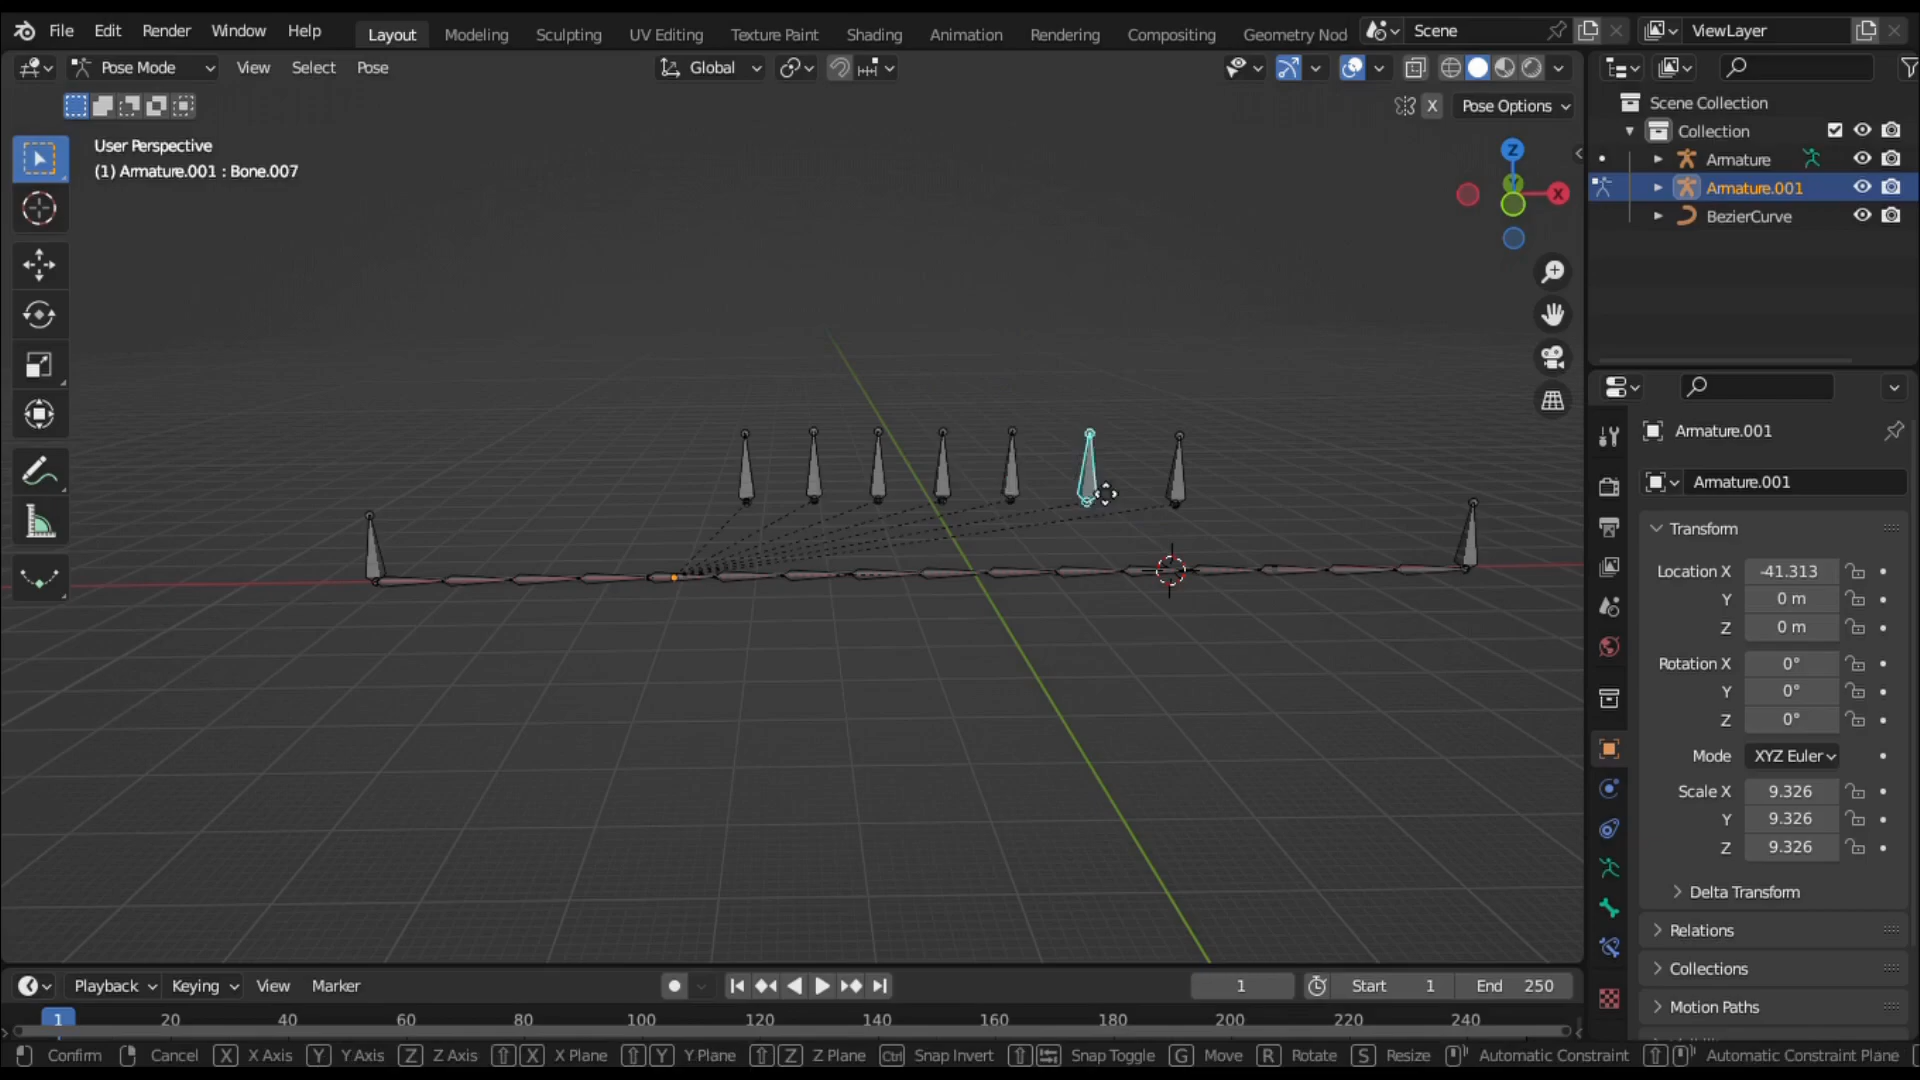 File Edit Render Window Help Layout Modeling Sculpting UV Editing Texture Paint Shading Animation Rendering Compositing Geometry Nod Scene ViewLayer
Pose Mode View Select Pose Global
X Pose Options
User Perspective
(1) Armature.001 : Bone.007
Z
X
Scene Collection
Collection
Armature
Armature.001
BezierCurve
Armature.001
Armature.001
Transform
Location X -41.313
Y 0 m
Z 0 m
Rotation X 0°
Y 0°
Z 0°
Mode XYZ Euler
Scale X 9.326
Y 9.326
Z 9.326
Delta Transform
Relations
Collections
Motion Paths
Playback Keying View Marker 1 Start 1 End 250
1 20 40 60 80 100 120 140 160 180 200 220 240
Confirm Cancel X X Axis Y Y Axis Z Z Axis X X Plane Y Y Plane Z Z Plane Ctrl Snap Invert Snap Toggle G Move R Rotate S Resize Automatic Constraint Automatic Constraint Plane